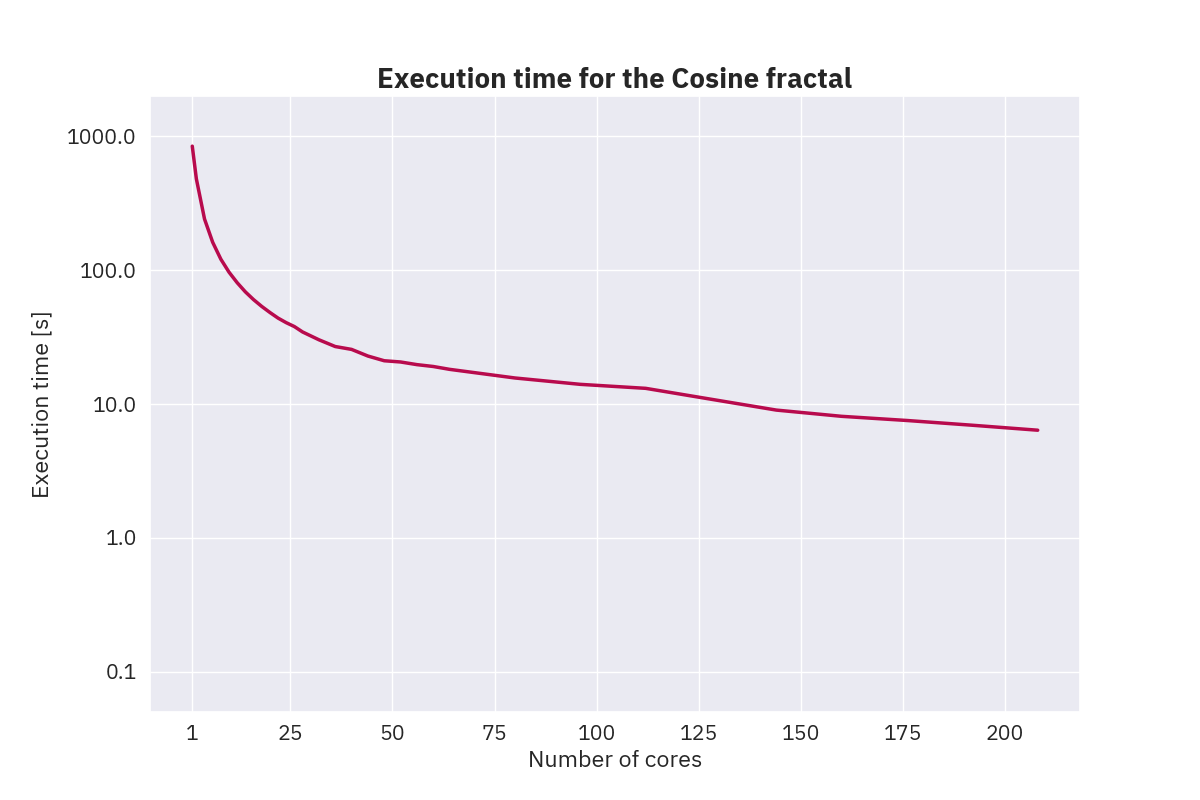 Execution time for the Cosine fractal
Execution time [s]
1000.0
100.0
10.0
1.0
0.1
1 25 50 75 100 125 150 175 200
Number of cores